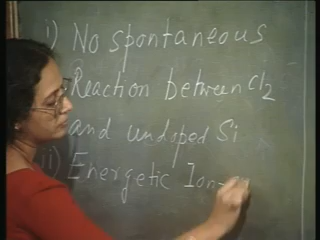 i) No spontaneous
Reaction between Cl2
and undoped Si
ii) Energetic Ion-